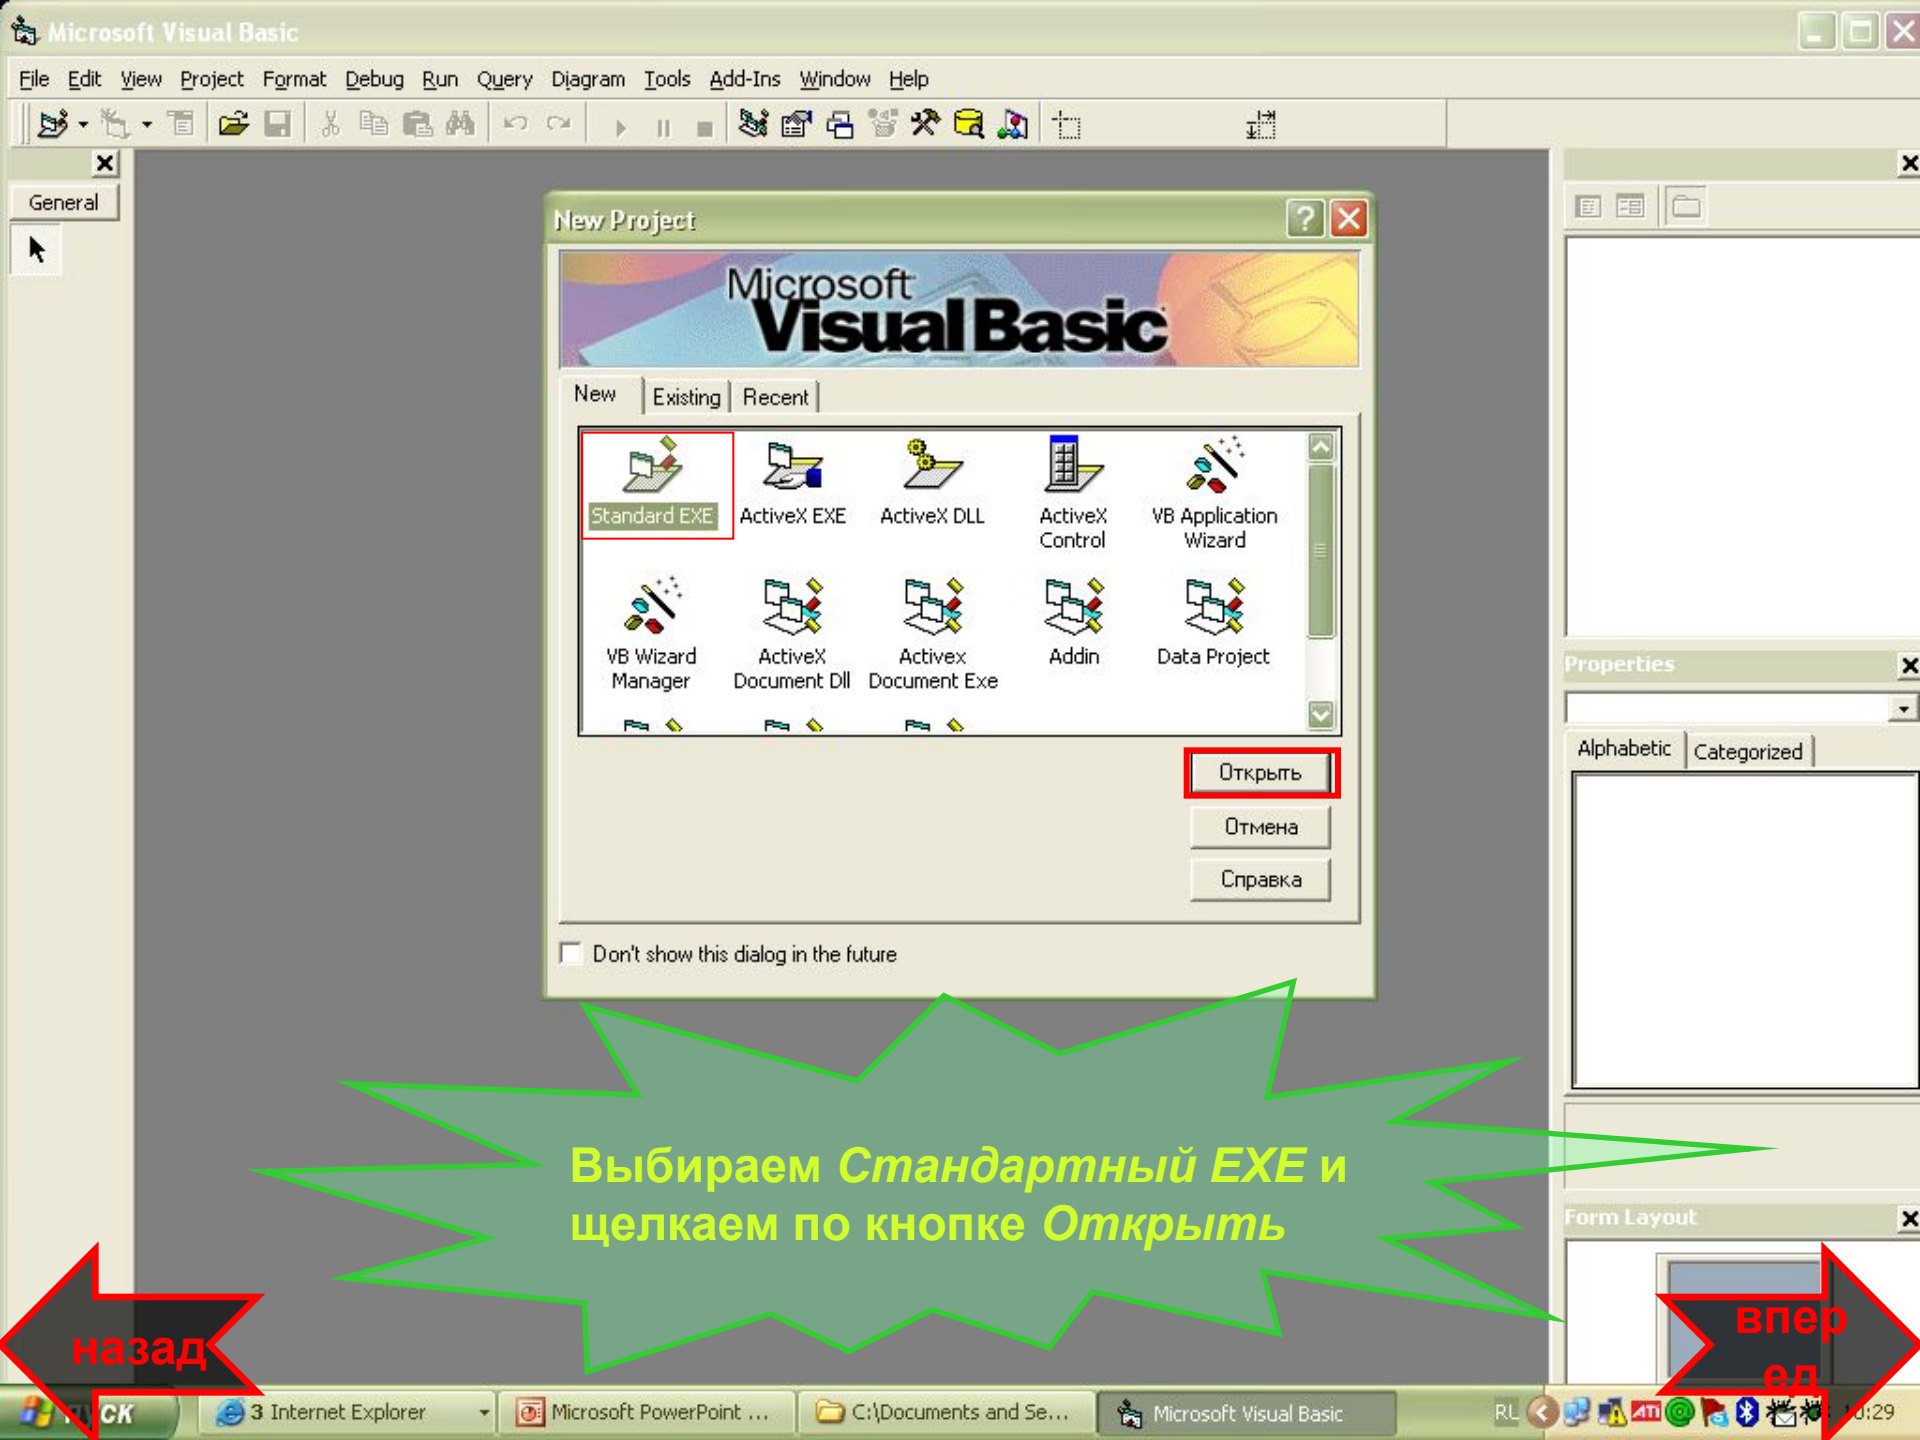 Microsoft Visual Basic
File Edit View Project Format Debug Run Query Diagram Tools Add-Ins Window Help
General
New Project
Microsoft
Visual Basic
New Existing Recent
Standard EXE
ActiveX EXE
ActiveX DLL
ActiveX
Control
VB Application
Wizard
VB Wizard
Manager
ActiveX
Document Dll
Activex
Document Exe
Addin
Data Project
Открыть
Отмена
Справка
Don't show this dialog in the future
Properties
Alphabetic Categorized
Form Layout
Выбираем Стандартный EXE и
щелкаем по кнопке Открыть
назад
впер
ед
3 Internet Explorer
Microsoft PowerPoint ...
C:\Documents and Se...
Microsoft Visual Basic
RL
ATI